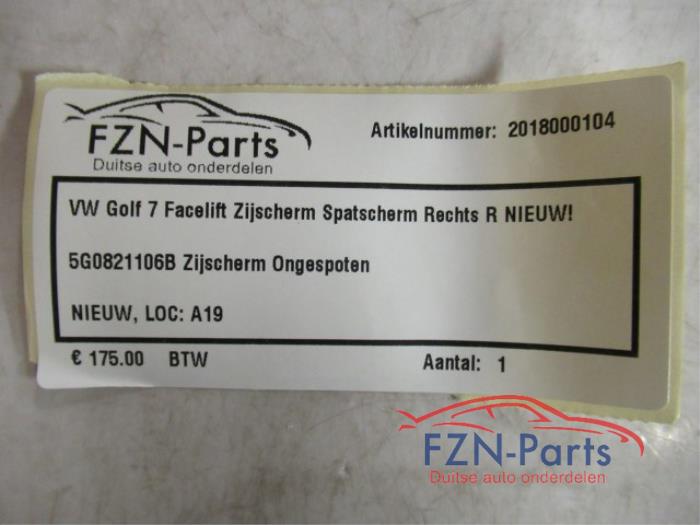 FZN-Parts
Duitse auto onderdelen
Artikelnummer: 2018000104
VW Golf 7 Facelift Zijscherm Spatscherm Rechts R NIEUW!
5G0821106B Zijscherm Ongespoten
NIEUW, LOC: A19
€ 175.00 BTW
Aantal: 1
FZN-Parts
Duitse auto onderdelen